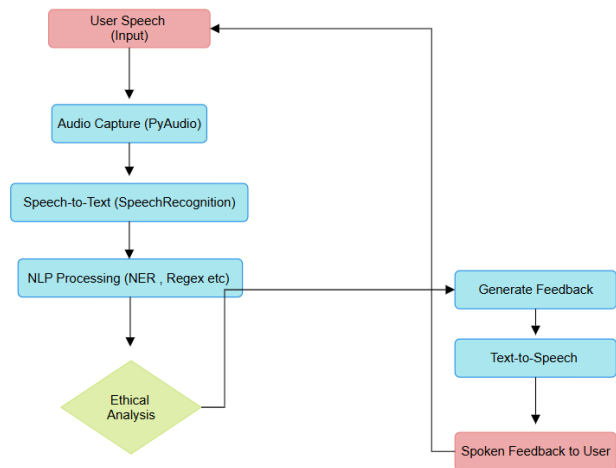 User Speech
(Input)
Audio Capture (PyAudio)
Speech-to-Text (SpeechRecognition)
NLP Processing (NER , Regex etc)
Ethical
Analysis
Generate Feedback
Text-to-Speech
Spoken Feedback to User